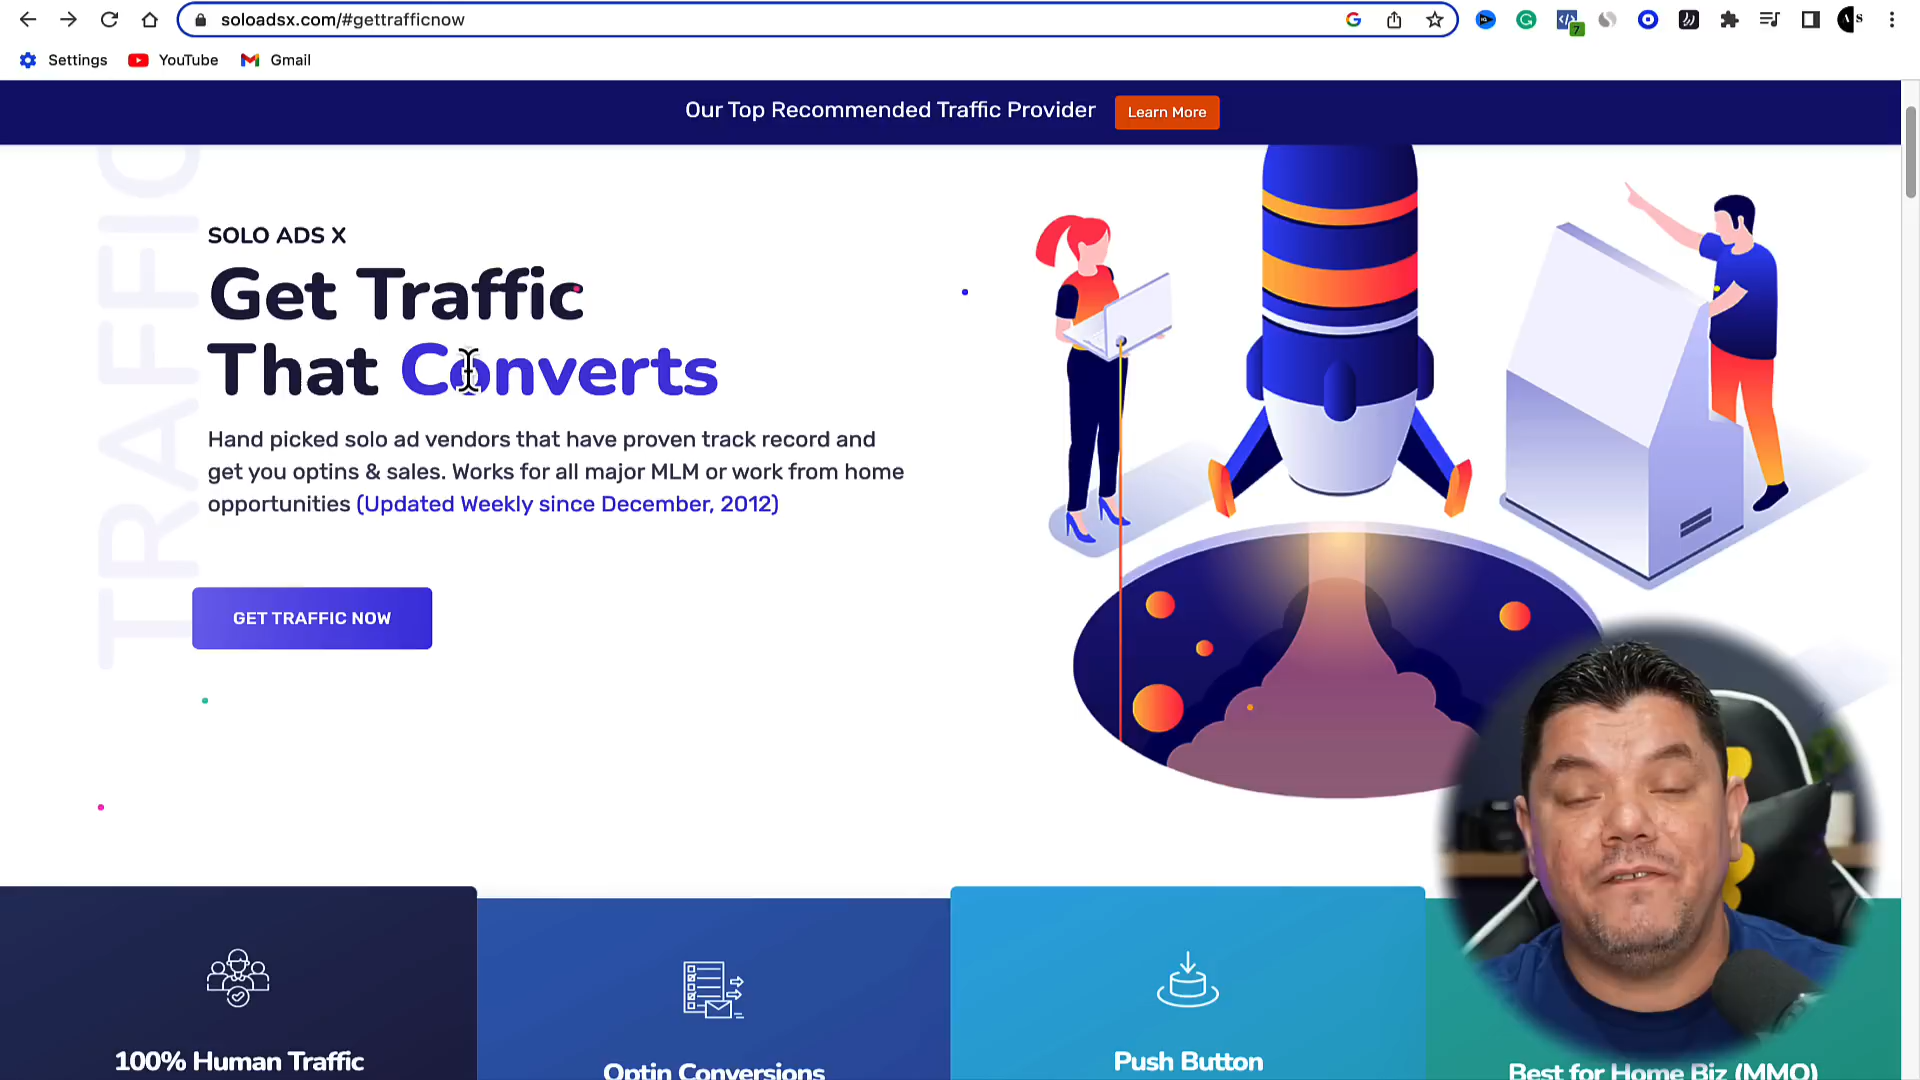 soloadsx.com/#gettrafficnow
7
A S
Settings
YouTube
Gmail
Our Top Recommended Traffic Provider
Learn More
TRAFFIC
SOLO ADS X
Get Traffic
That Converts
Hand picked solo ad vendors that have proven track record and
get you optins & sales. Works for all major MLM or work from home
opportunities (Updated Weekly since December, 2012)
GET TRAFFIC NOW
100% Human Traffic
Optin Conversions
Push Button
Best for Home Biz (MMO)